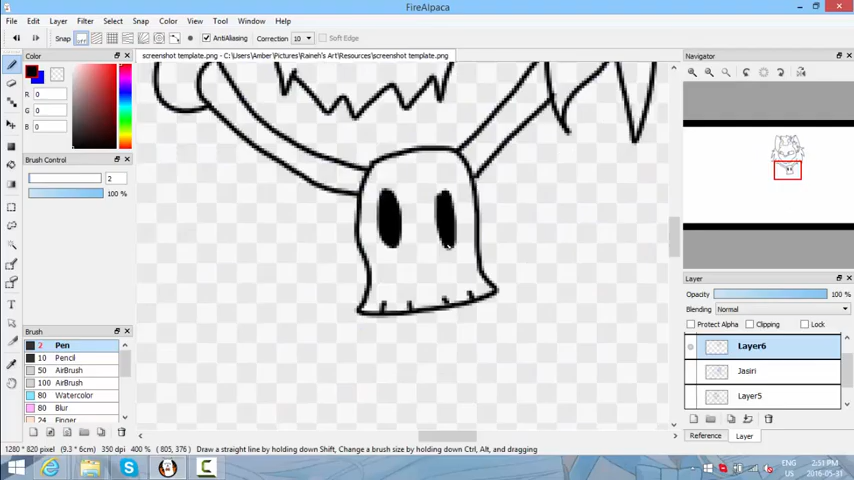 FireAlpaca
File Edit Layer Filter Select Snap Color View Tool Window Help
Snap AntiAliasing Correction 10 Soft Edge
Color
screenshot template.png - C:\Users\Amber\Pictures\Raineh's Art\Resources\screenshot template.png
Navigator
R 0
G 0
B 0
Brush Control
2
100 %
Layer
Opacity 100 %
Blending Normal
Protect Alpha Clipping Lock
Layer6
Jasiri
Layer5
Brush
2 Pen
10 Pencil
50 AirBrush
100 AirBrush
80 Watercolor
80 Blur
24 Finger
Reference Layer
1280 * 820 pixel (9.3 * 6cm) 350 dpi 400 % ( 805, 376 ) Draw a straight line by holding down Shift, Change a brush size by holding down Ctrl, Alt, and dragging
ENG 2:51 PM
US 2016-05-31